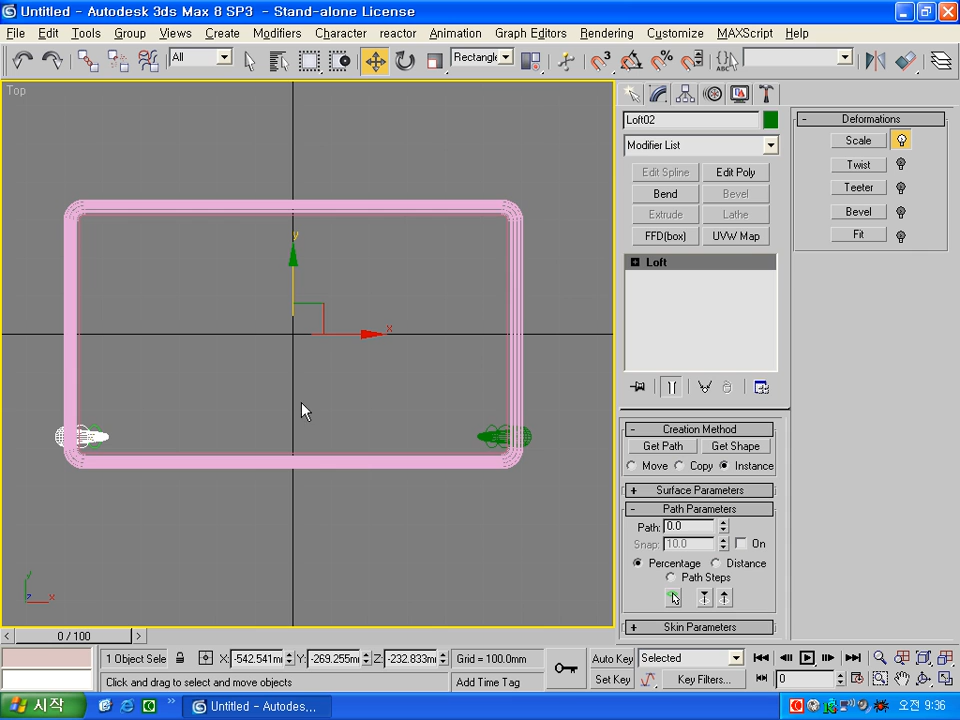 Untitled - Autodesk 3ds Max 8 SP3 - Stand-alone License
File Edit Tools Group Views Create Modifiers Character reactor Animation Graph Editors Rendering Customize MAXScript Help
All
Rectangle
Top
Loft02
Deformations
Modifier List
Scale
Edit Spline Edit Poly
Twist
Bend Bevel
Teeter
Extrude Lathe
Bevel
FFD(box) UVW Map
Fit
Loft
y
x
Creation Method
Get Path Get Shape
Move Copy Instance
Surface Parameters
Path Parameters
Path: 0.0
Snap: 10.0 On
Percentage Distance
Path Steps
Skin Parameters
y
z x
0 / 100
1 Object Sele X: -542.541m Y: -269.255m Z: -232.833m Grid = 100.0mm Auto Key Selected
Click and drag to select and move objects Add Time Tag Set Key Key Filters... 0
시작 Untitled - Autodes... 오전 9:36